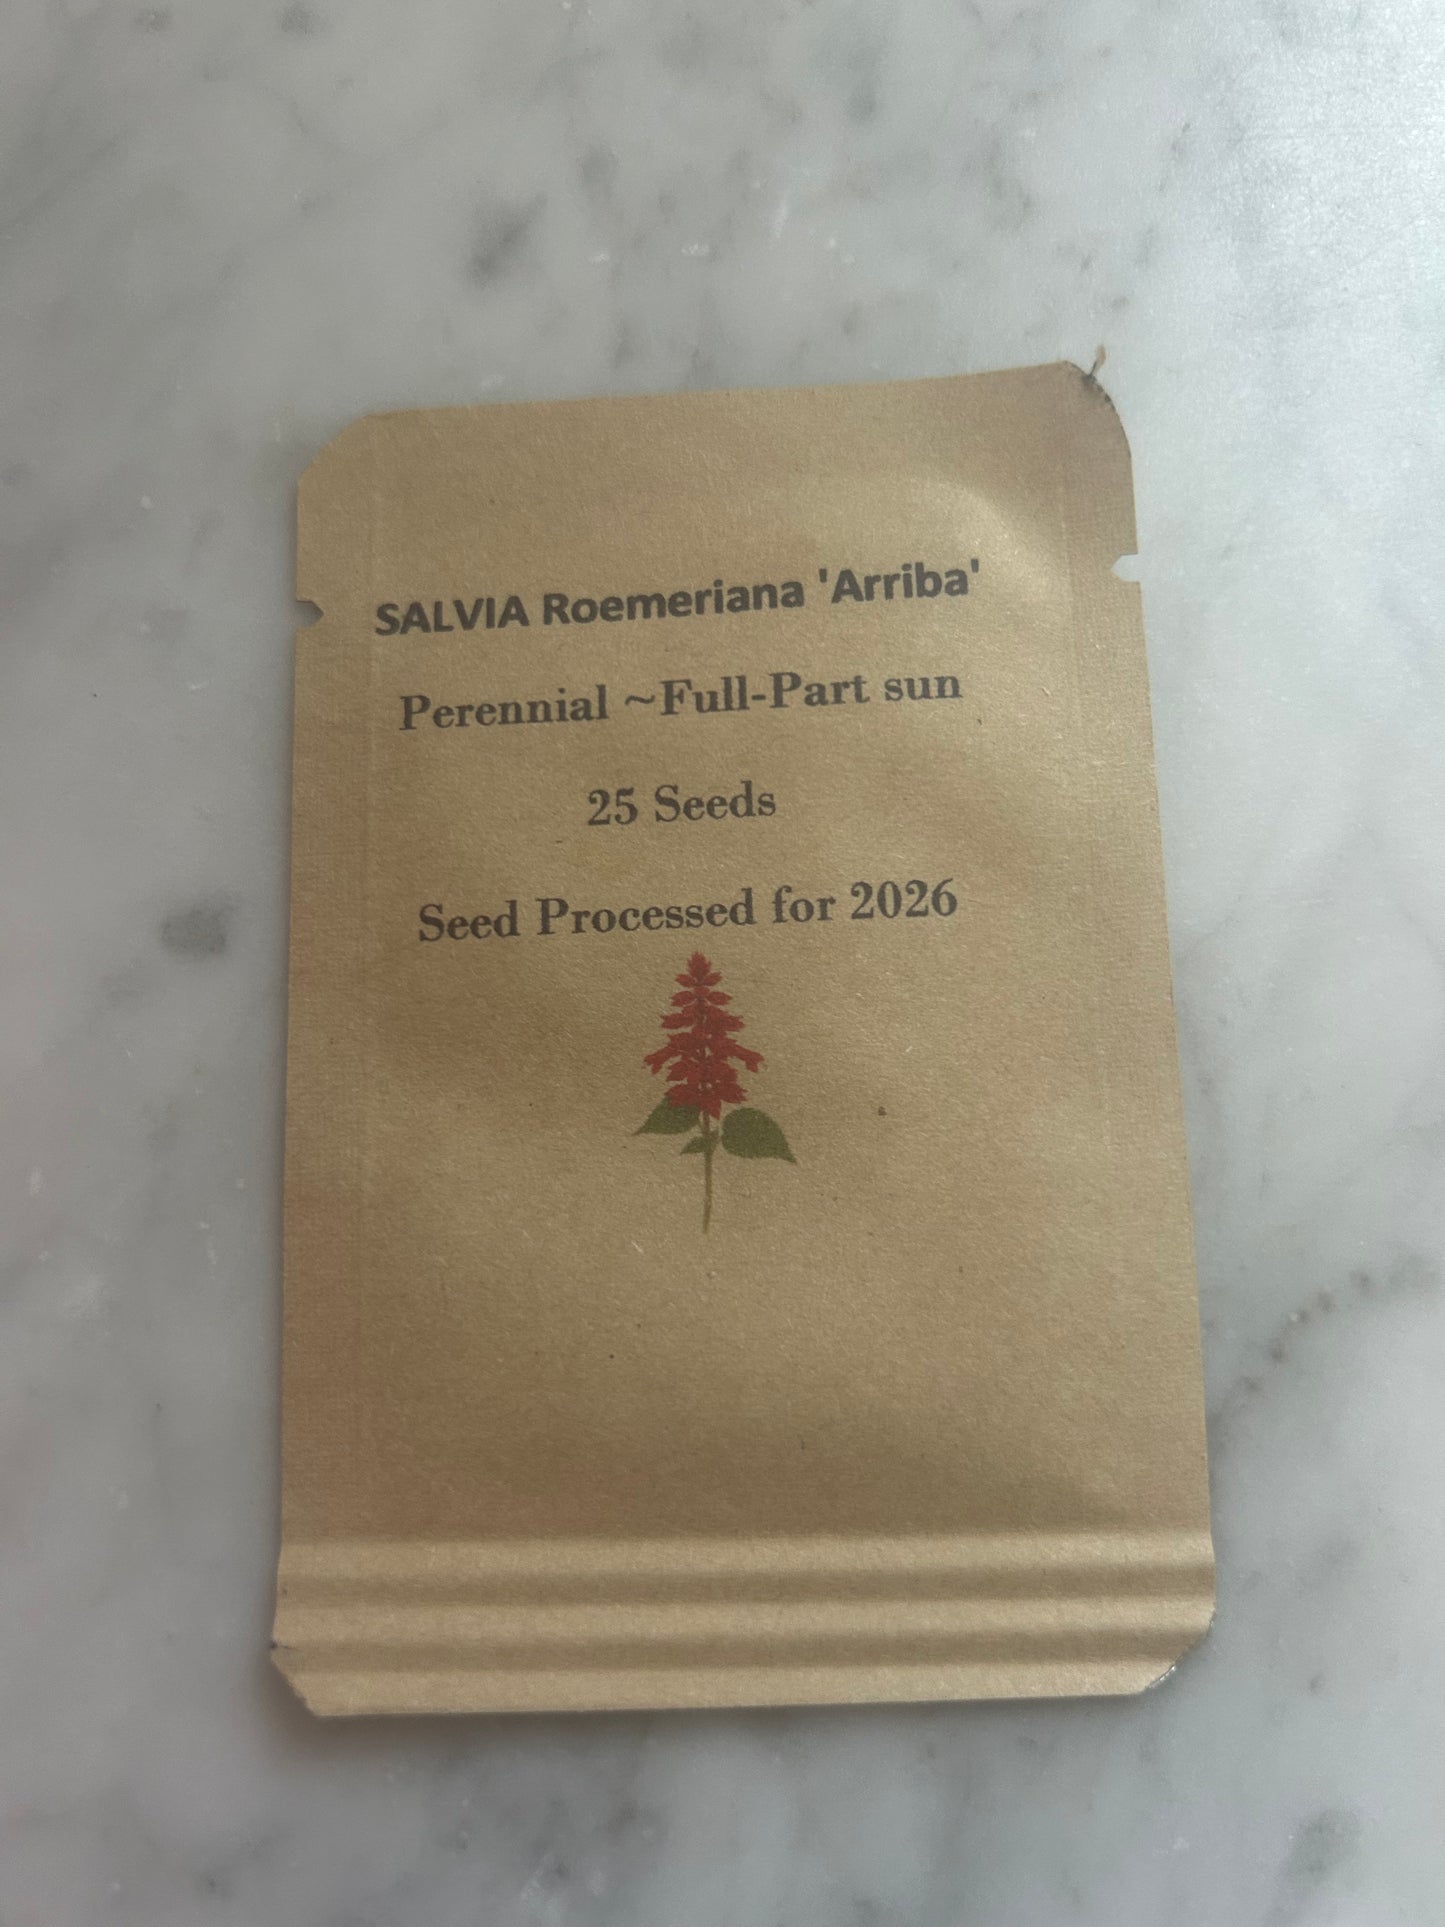 SALVIA Roemeriana 'Arriba'
Perennial ~Full-Part sun
25 Seeds
Seed Processed for 2026